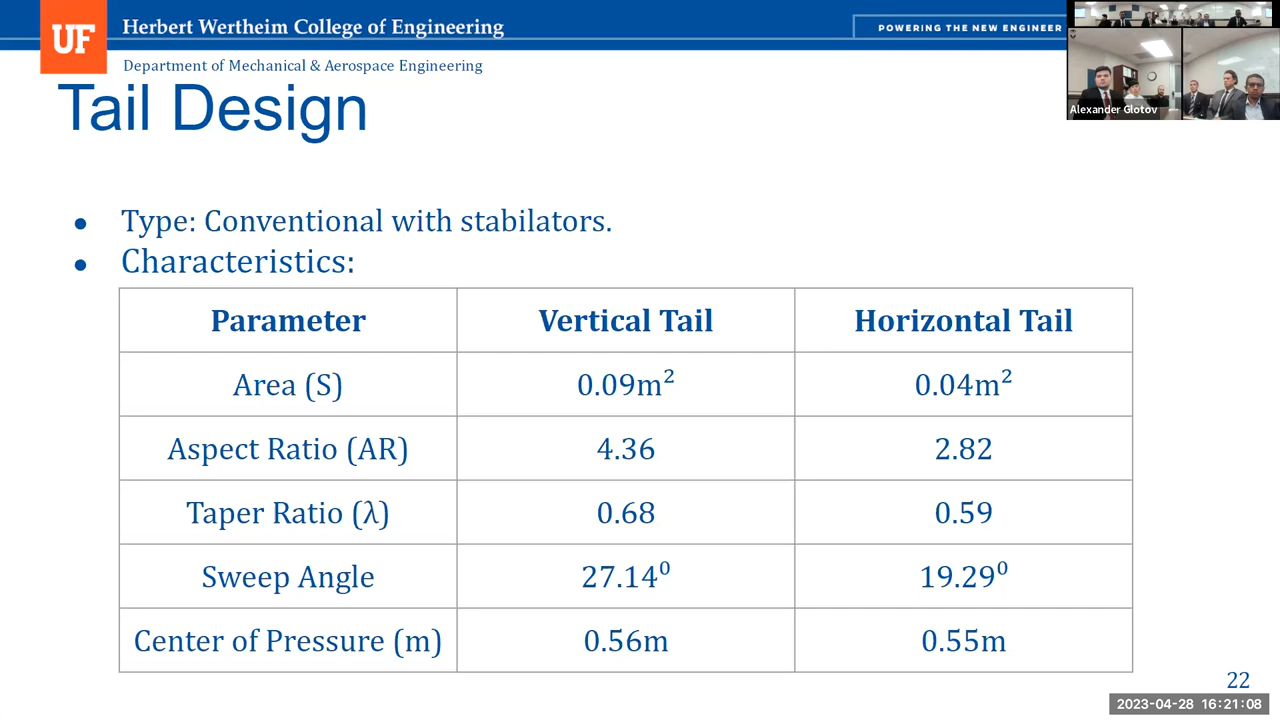 UF
Herbert Wertheim College of Engineering
POWERING THE NEW ENGINEER
Department of Mechanical & Aerospace Engineering
Alexander Glotov
Tail Design
● Type: Conventional with stabilators.
● Characteristics:
Parameter Vertical Tail Horizontal Tail
Area (S) 0.09m² 0.04m²
Aspect Ratio (AR) 4.36 2.82
Taper Ratio (λ) 0.68 0.59
Sweep Angle 27.14⁰ 19.29⁰
Center of Pressure (m) 0.56m 0.55m
22
2023-04-28 16:21:08